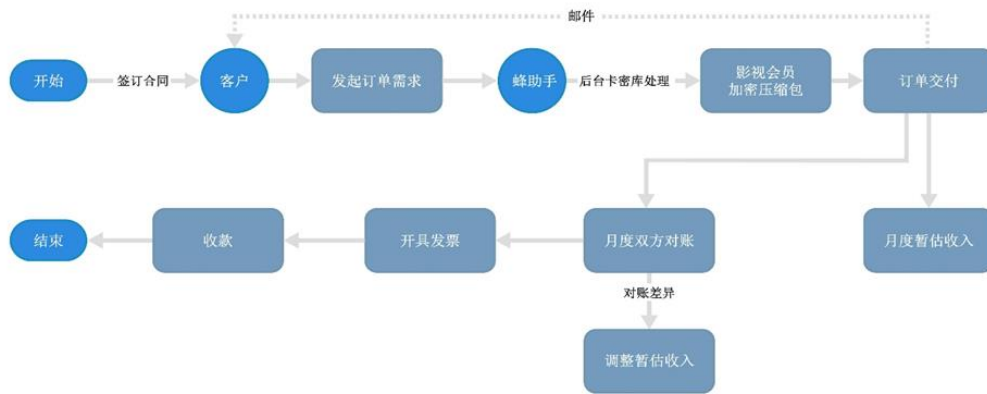 邮件
开始
签订合同
客户
发起订单需求
蜂助手
后台卡密库处理
影视会员
加密压缩包
订单交付
结束
收款
开具发票
月度双方对账
月度暂估收入
对账差异
调整暂估收入